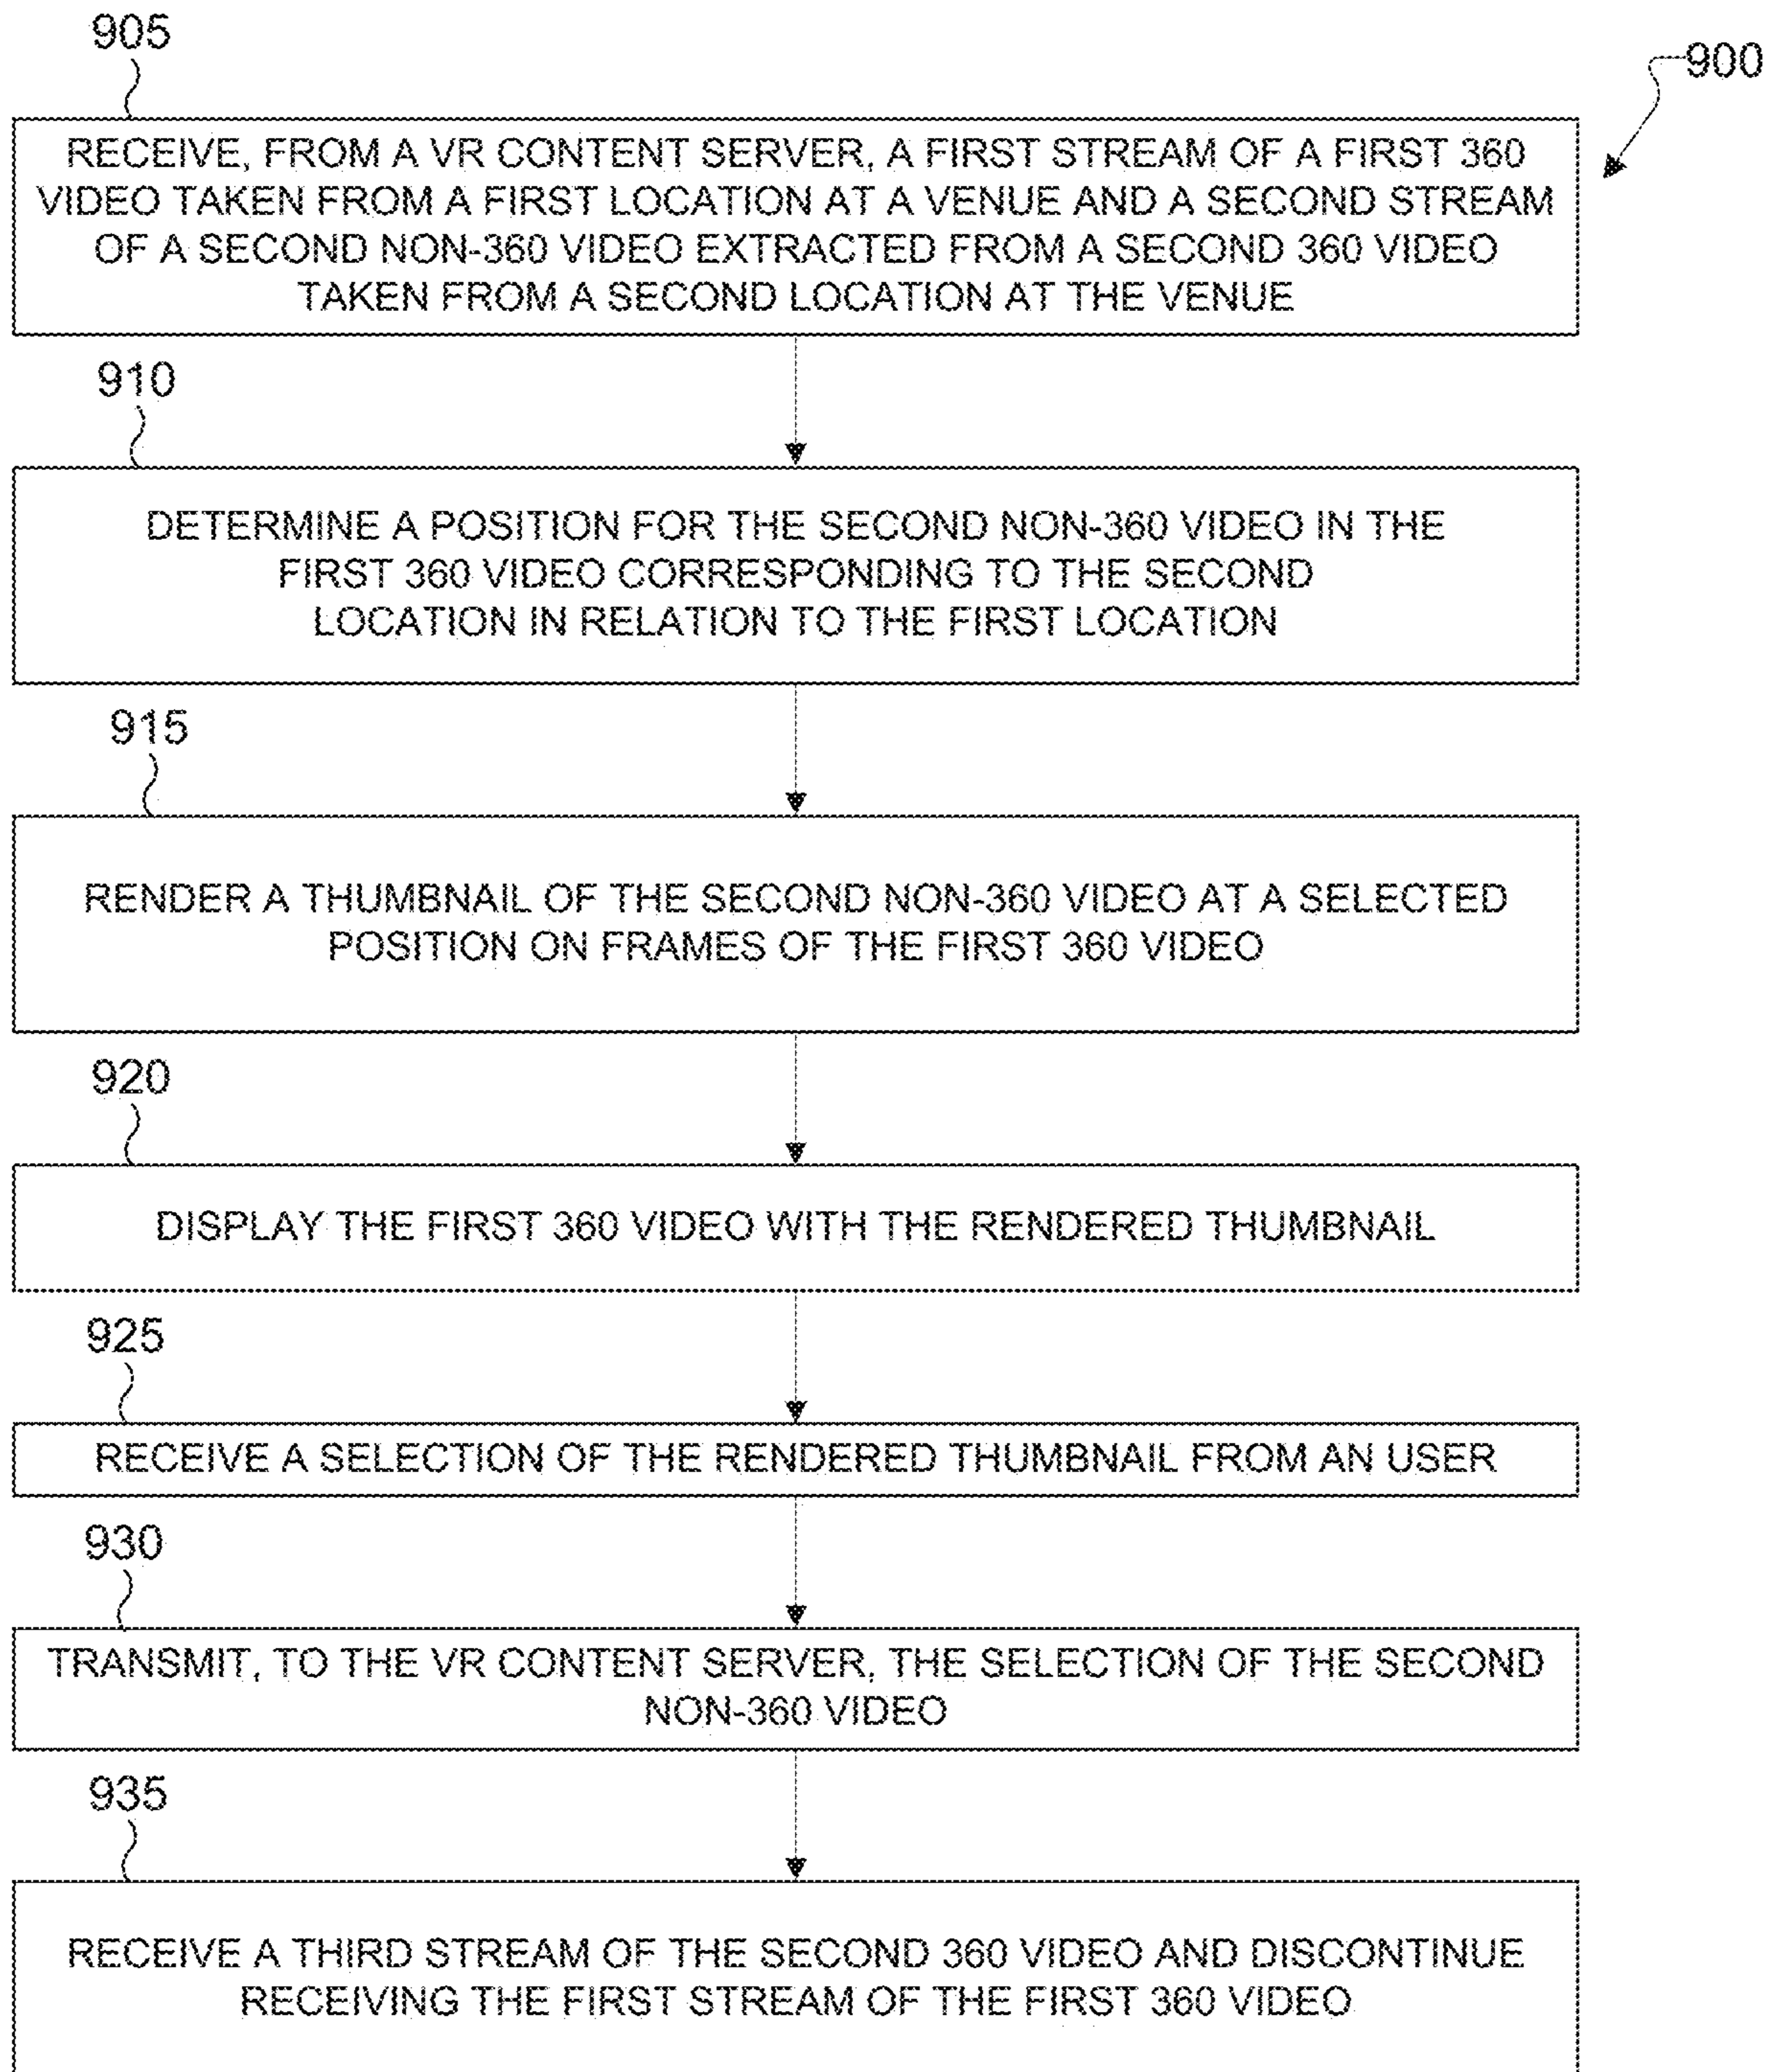 905
900
RECEIVE, FROM A VR CONTENT SERVER, A FIRST STREAM OF A FIRST 360
VIDEO TAKEN FROM A FIRST LOCATION AT A VENUE AND A SECOND STREAM
OF A SECOND NON-360 VIDEO EXTRACTED FROM A SECOND 360 VIDEO
TAKEN FROM A SECOND LOCATION AT THE VENUE
910
DETERMINE A POSITION FOR THE SECOND NON-360 VIDEO IN THE
FIRST 360 VIDEO CORRESPONDING TO THE SECOND
LOCATION IN RELATION TO THE FIRST LOCATION
915
RENDER A THUMBNAIL OF THE SECOND NON-360 VIDEO AT A SELECTED
POSITION ON FRAMES OF THE FIRST 360 VIDEO
920
DISPLAY THE FIRST 360 VIDEO WITH THE RENDERED THUMBNAIL
925
RECEIVE A SELECTION OF THE RENDERED THUMBNAIL FROM AN USER
930
TRANSMIT, TO THE VR CONTENT SERVER, THE SELECTION OF THE SECOND
NON-360 VIDEO
935
RECEIVE A THIRD STREAM OF THE SECOND 360 VIDEO AND DISCONTINUE
RECEIVING THE FIRST STREAM OF THE FIRST 360 VIDEO